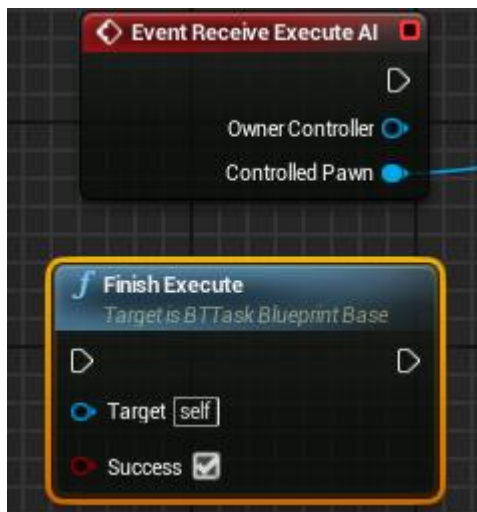 Event Receive Execute AI
Owner Controller
Controlled Pawn
f Finish Execute
Target is BTTask Blueprint Base
Target self
Success